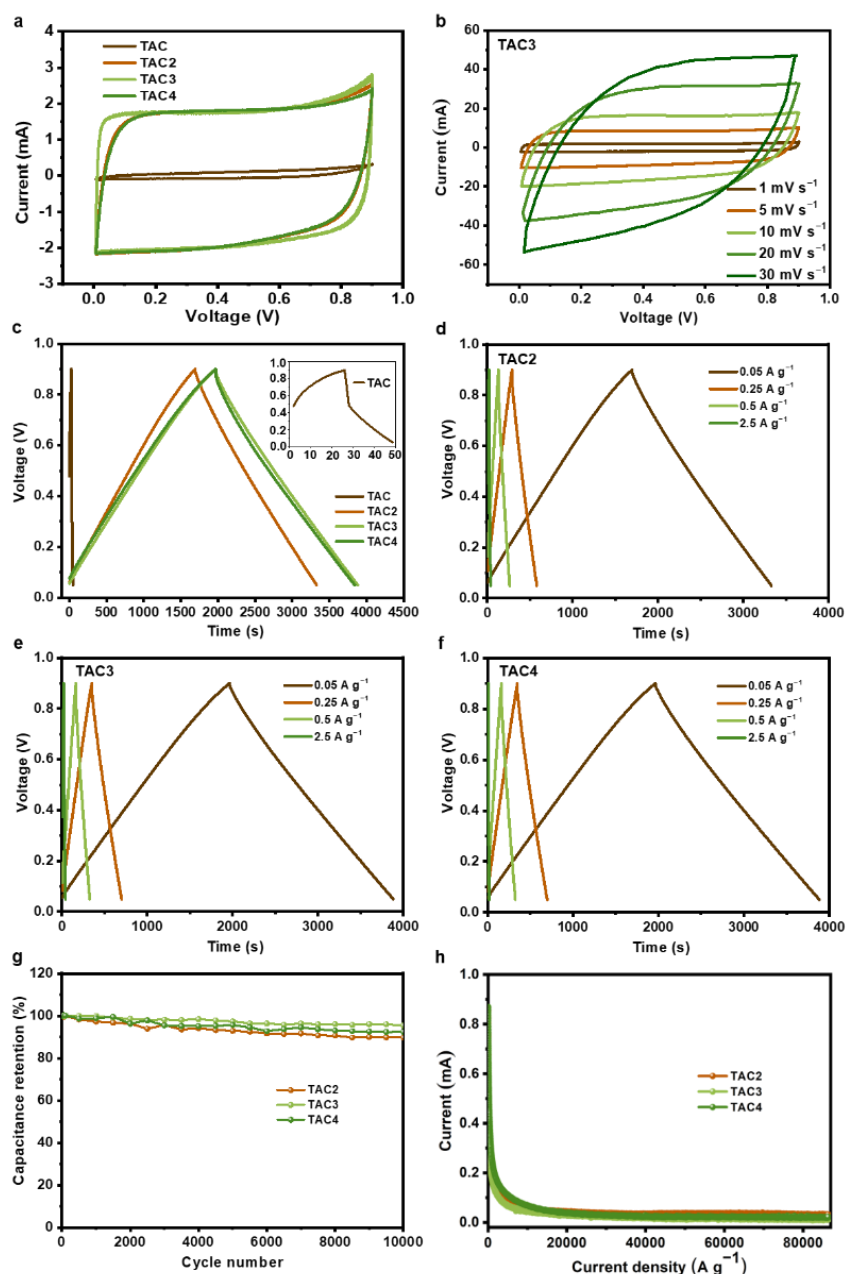 a
TAC
TAC2
TAC3
TAC4
4
3
2
1
0
-1
-2
-3
Current (mA)
0.0 0.2 0.4 0.6 0.8 1.0
Voltage (V)
b
TAC3
60
40
20
0
-20
-40
-60
Current (mA)
1 mV s⁻¹
5 mV s⁻¹
10 mV s⁻¹
20 mV s⁻¹
30 mV s⁻¹
0.0 0.2 0.4 0.6 0.8 1.0
Voltage (V)
c
1.0
0.8
0.6
0.4
0.2
0.0
Voltage (V)
1.0
0.8
0.6
0.4
0.2
0.0
TAC
0 10 20 30 40 50
TAC
TAC2
TAC3
TAC4
0 500 1000 1500 2000 2500 3000 3500 4000 4500
Time (s)
d
TAC2
1.0
0.8
0.6
0.4
0.2
0.0
Voltage (V)
0.05 A g⁻¹
0.25 A g⁻¹
0.5 A g⁻¹
2.5 A g⁻¹
0 1000 2000 3000 4000
Time (s)
e
TAC3
1.0
0.8
0.6
0.4
0.2
0.0
Voltage (V)
0.05 A g⁻¹
0.25 A g⁻¹
0.5 A g⁻¹
2.5 A g⁻¹
0 1000 2000 3000 4000
Time (s)
f
TAC4
1.0
0.8
0.6
0.4
0.2
0.0
Voltage (V)
0.05 A g⁻¹
0.25 A g⁻¹
0.5 A g⁻¹
2.5 A g⁻¹
0 1000 2000 3000 4000
Time (s)
g
120
100
80
60
40
20
0
Capacitance retention (%)
TAC2
TAC3
TAC4
0 2000 4000 6000 8000 10000
Cycle number
h
1.0
0.8
0.6
0.4
0.2
0.0
Current (mA)
TAC2
TAC3
TAC4
0 20000 40000 60000 80000
Current density (A g⁻¹)